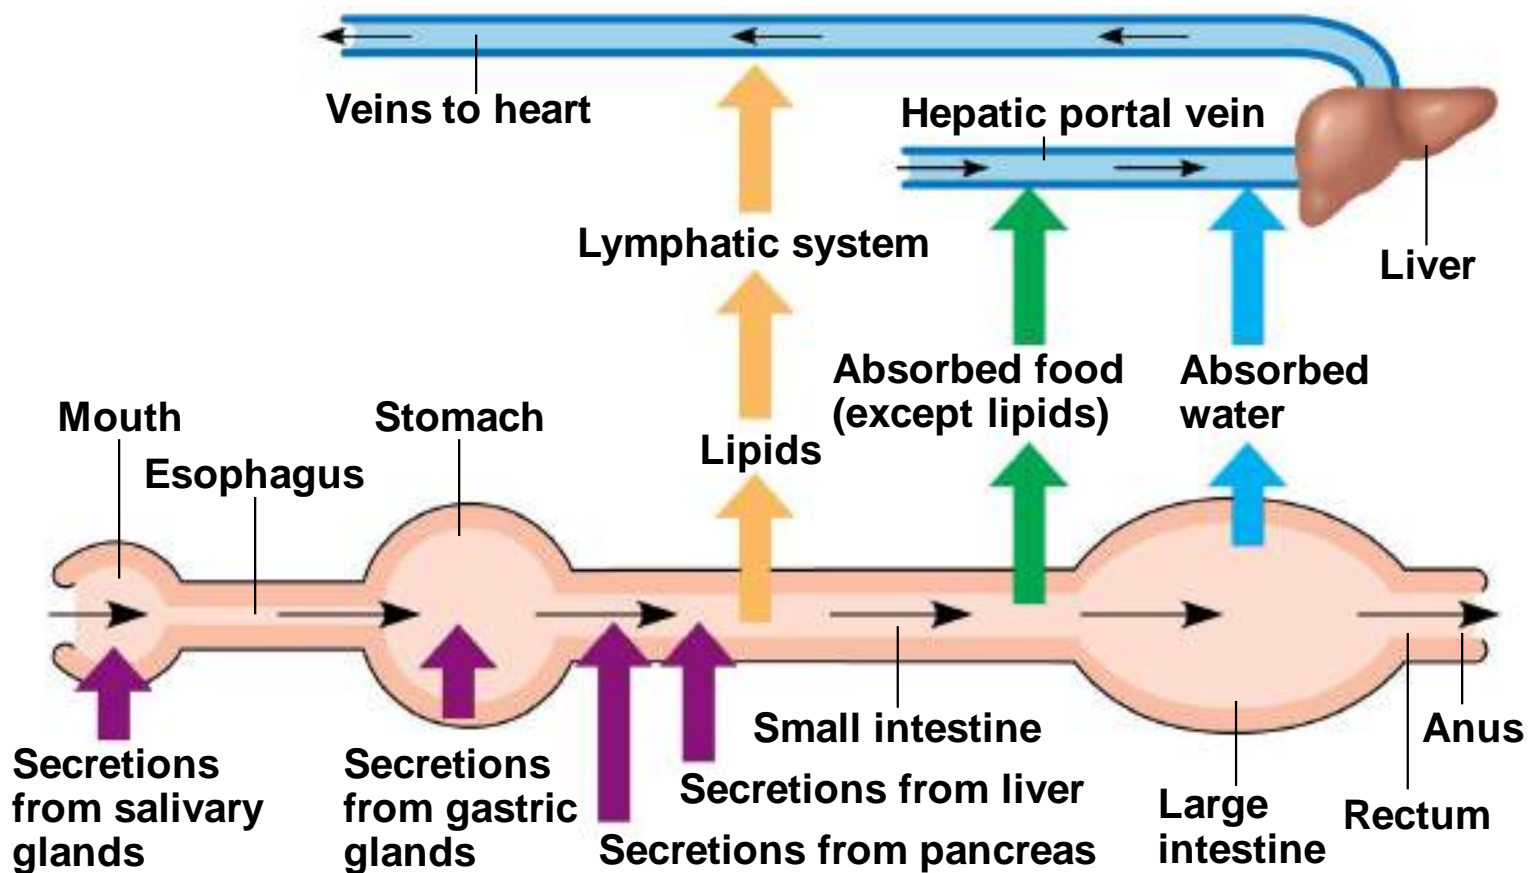 Veins to heart
Hepatic portal vein
Lymphatic system
Liver
Absorbed food
(except lipids)
Absorbed
water
Mouth
Stomach
Lipids
Esophagus
Small intestine
Anus
Secretions
from salivary
glands
Secretions
from gastric
glands
Secretions from liver
Secretions from pancreas
Large
intestine
Rectum